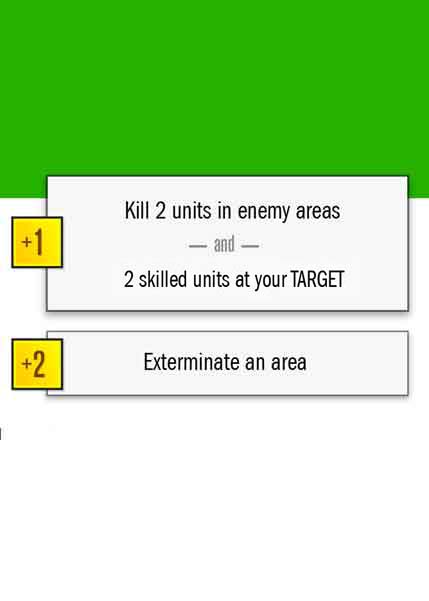 Kill 2 units in enemy areas
+1
— and —
2 skilled units at your TARGET
+2
Exterminate an area